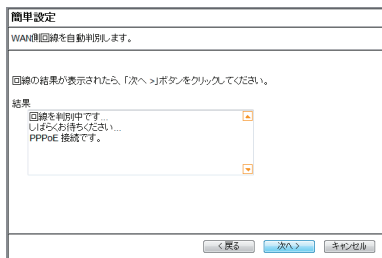 簡単設定
WAN側回線を自動判別します。
回線の結果が表示されたら、「次へ >」ボタンをクリックしてください。
結果
回線を判別中です...
しばらくお待ちください...
PPPoE 接続です。
< 戻る 次へ > キャンセル